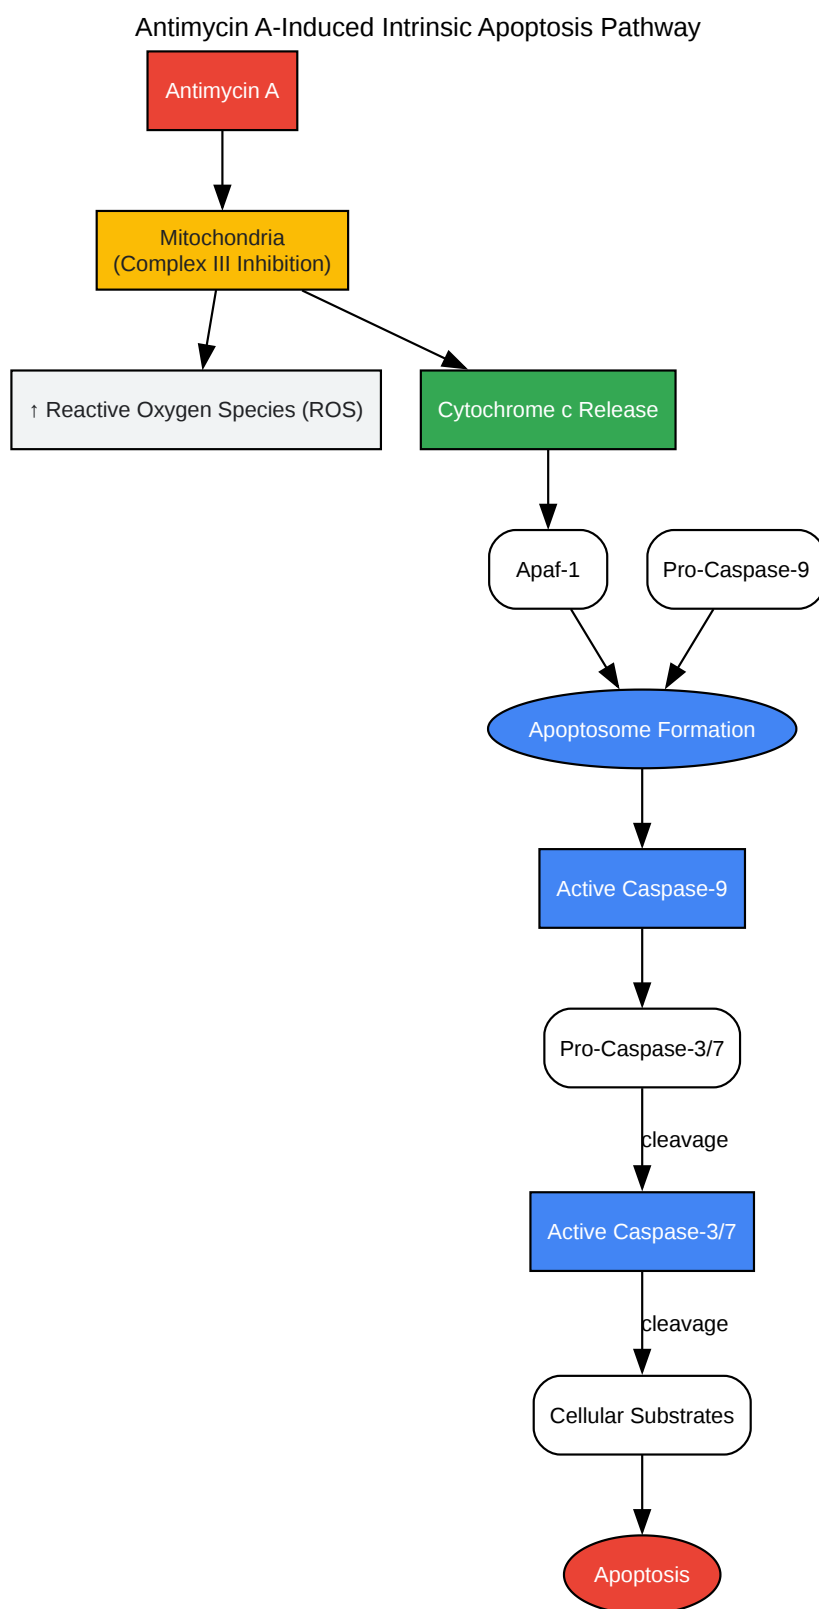 Antimycin A-Induced Intrinsic Apoptosis Pathway
Antimycin A
Mitochondria
(Complex III Inhibition)
↑ Reactive Oxygen Species (ROS)
Cytochrome c Release
Apaf-1
Pro-Caspase-9
Apoptosome Formation
Active Caspase-9
Pro-Caspase-3/7
cleavage
Active Caspase-3/7
cleavage
Cellular Substrates
Apoptosis